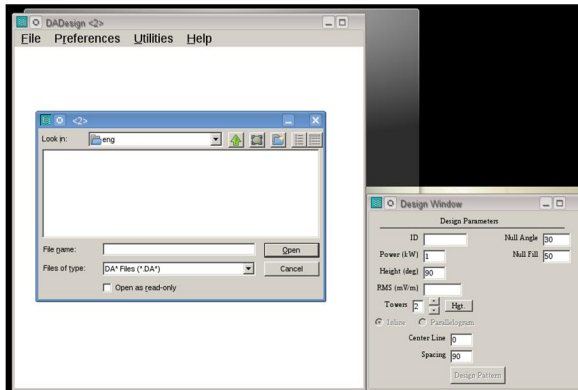 DADesign <2>
File Preferences Utilities Help
<2>
Look in: eng
File name: Open
Files of type: DA* Files (*.DA*) Cancel
Open as read-only
Design Window
Design Parameters
ID Null Angle 30
Power (kW) 1 Null Fill 50
Height (deg) 90
RMS (mV/m)
Towers 2 Hgt.
Inline Parallelogram
Center Line 0
Spacing 90
Design Pattern